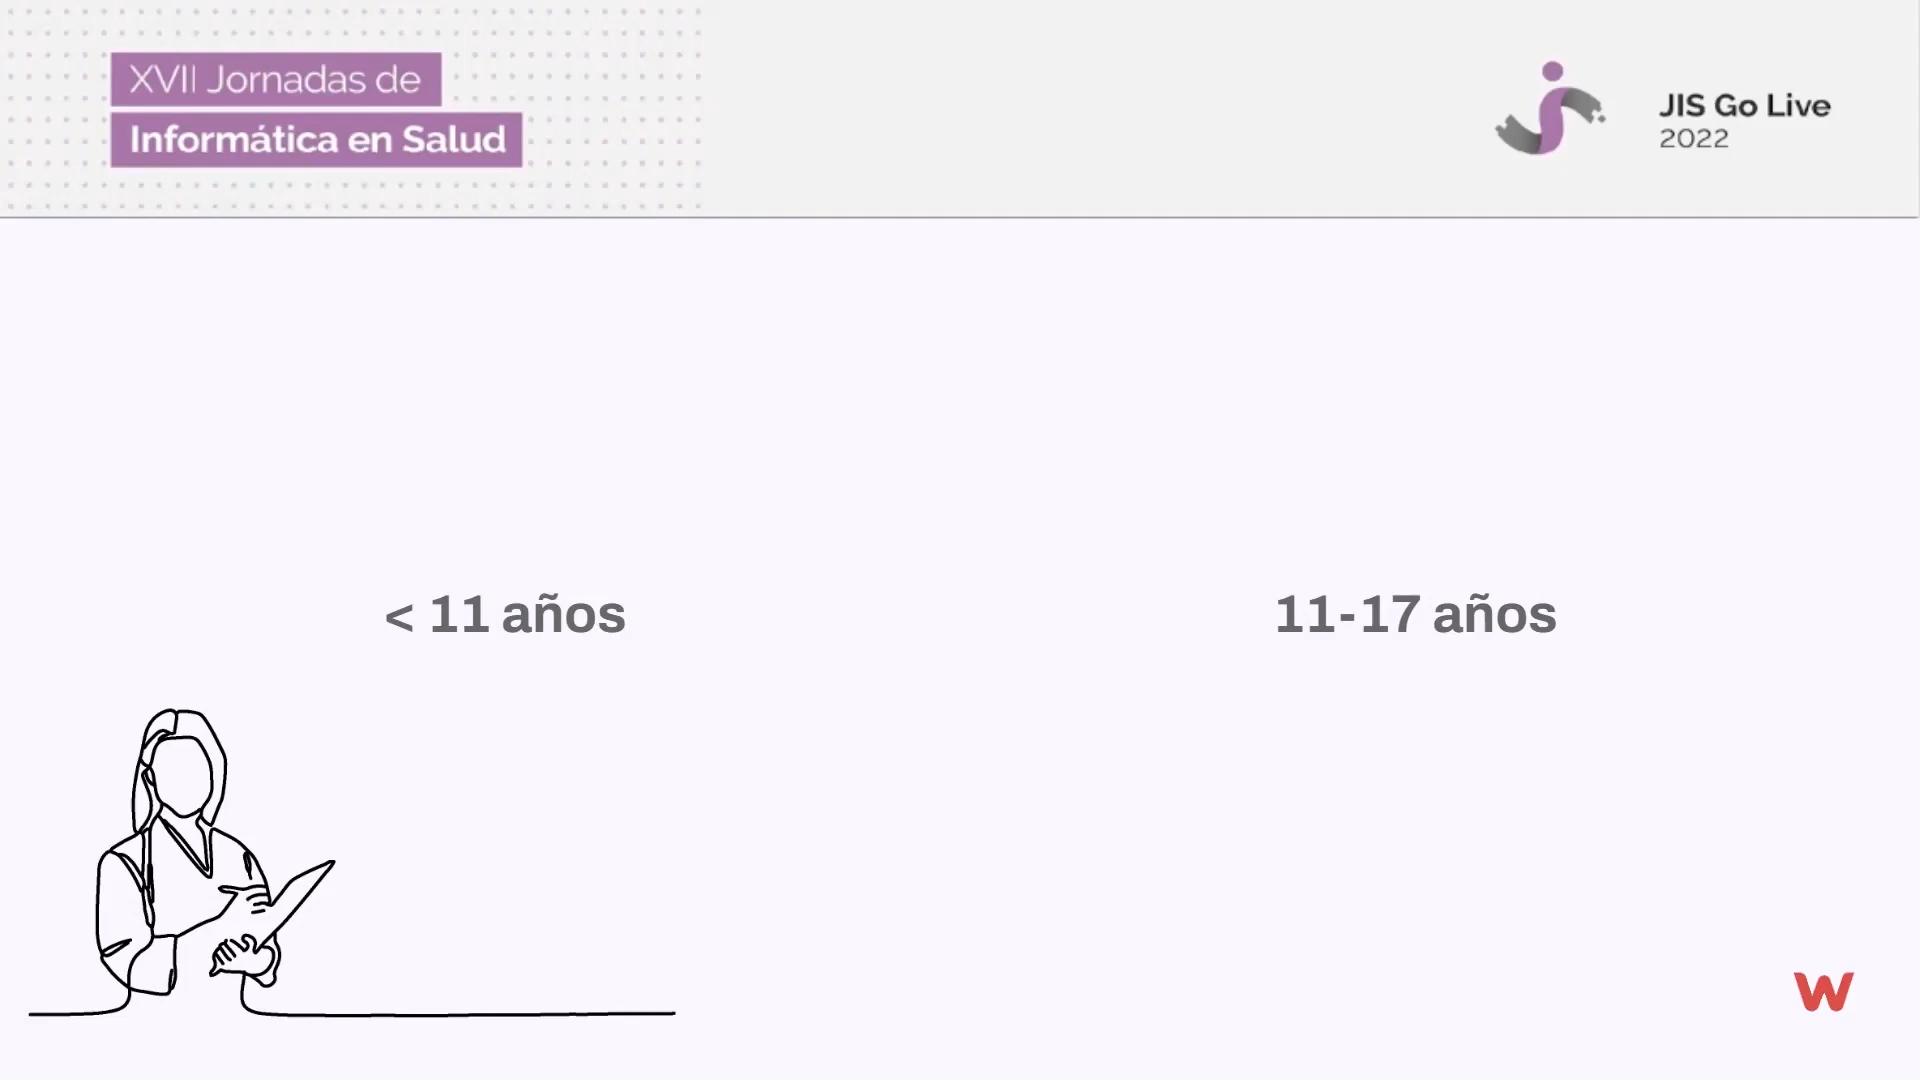 XVII Jornadas de
Informática en Salud
JIS Go Live
2022
< 11 años
11-17 años
W